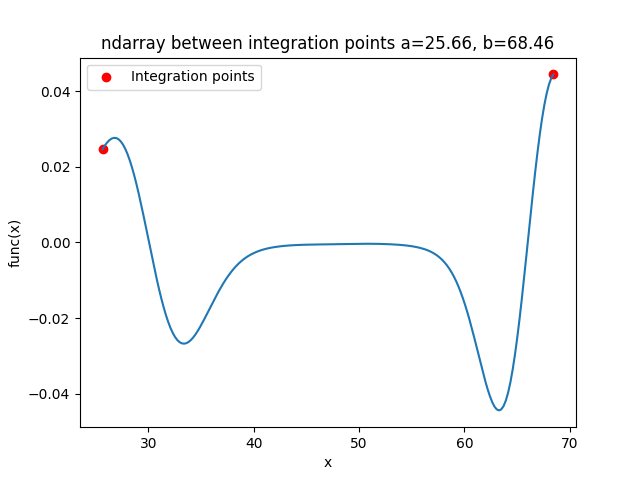 ndarray between integration points a=25.66, b=68.46
Integration points
0.04
0.02
0.00
−0.02
−0.04
func(x)
30 40 50 60 70
x